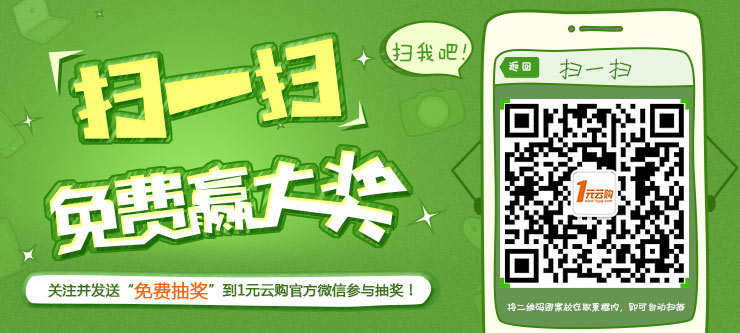 扫一扫
免费赢大奖
关注并发送“免费抽奖”到1元云购官方微信参与抽奖！
扫我吧!
返回
扫一扫
1元云购
将二维码图案放在取景框内，即可自动扫描